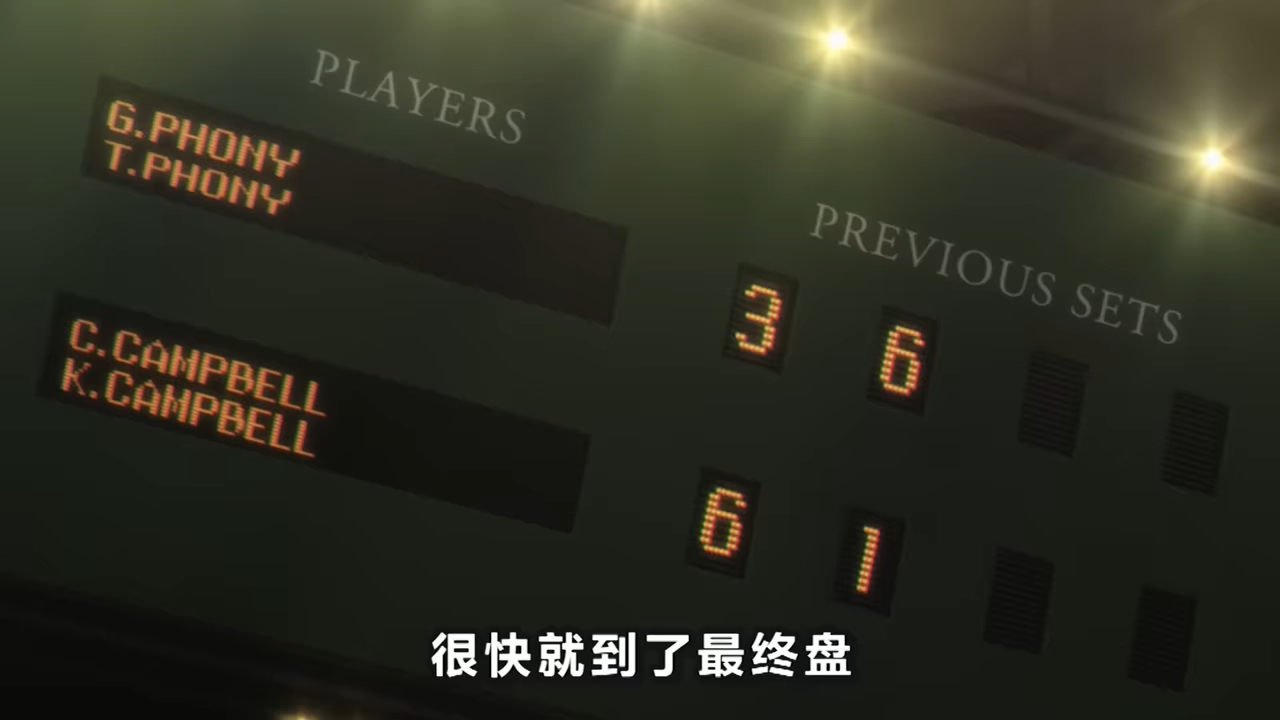 PLAYERS
G.PHONY
T.PHONY
PREVIOUS SETS
3 6
C.CAMPBELL
K.CAMPBELL
6 1
很快就到了最终盘